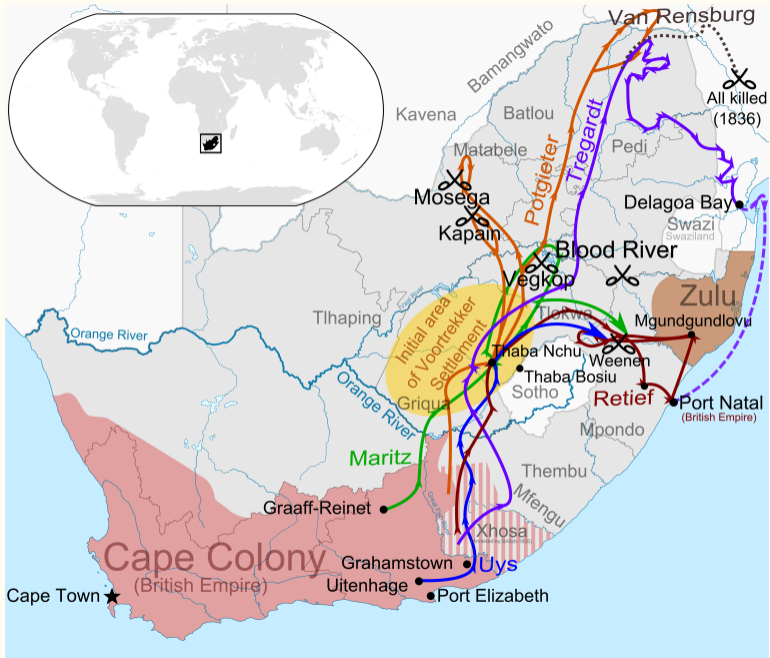 Van Rensburg
Bamangwato
All killed
(1836)
Kavena
Batlou
Tregardt
Matabele
Pedi
Potgieter
Mosega
Delagoa Bay
Kapain
Swazi
Swaziland
Blood River
Vegkop
Zulu
Tlhaping
Initial area
of Voortrekker
Settlement
Tlokwa
Mgundgundlovu
Orange River
Thaba Nchu
Weenen
Orange River
Thaba Bosiu
Griqua
Sotho
Retief
Port Natal
(British Empire)
Mpondo
Maritz
Thembu
Mfengu
Graaff-Reinet
Xhosa
Cape Colony
(British Empire)
Grahamstown
Uys
Uitenhage
Cape Town
Port Elizabeth